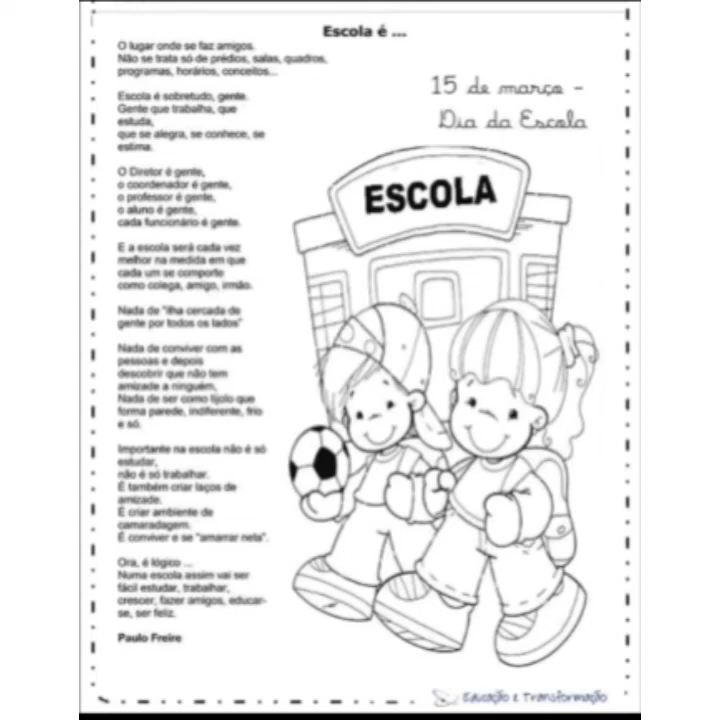 Escola é ...
O lugar onde se faz amigos.
Não se trata só de prédios, salas, quadros,
programas, horários, conceitos...
Escola é sobretudo, gente.
Gente que trabalha, que
estuda,
que se alegra, se conhece, se
estima.
O Diretor é gente,
o coordenador é gente,
o professor é gente,
o aluno é gente,
cada funcionário é gente.
E a escola será cada vez
melhor na medida em que
cada um se comporte
como colega, amigo, irmão.
Nada de "ilha cercada de
gente por todos os lados"
Nada de conviver com as
pessoas e depois
descobrir que não tem
amizade a ninguém,
Nada de ser como tijolo que
forma parede, indiferente, frio
e só.
Importante na escola não é só
estudar,
não é só trabalhar.
É também criar laços de
amizade.
É criar ambiente de
camaradagem.
É conviver e se "amarrar nela".
Ora, é lógico ...
Numa escola assim vai ser
fácil estudar, trabalhar,
crescer, fazer amigos, educar-
se, ser feliz.
Paulo Freire
15 de março -
Dia da Escola
ESCOLA
Educação e Transformação